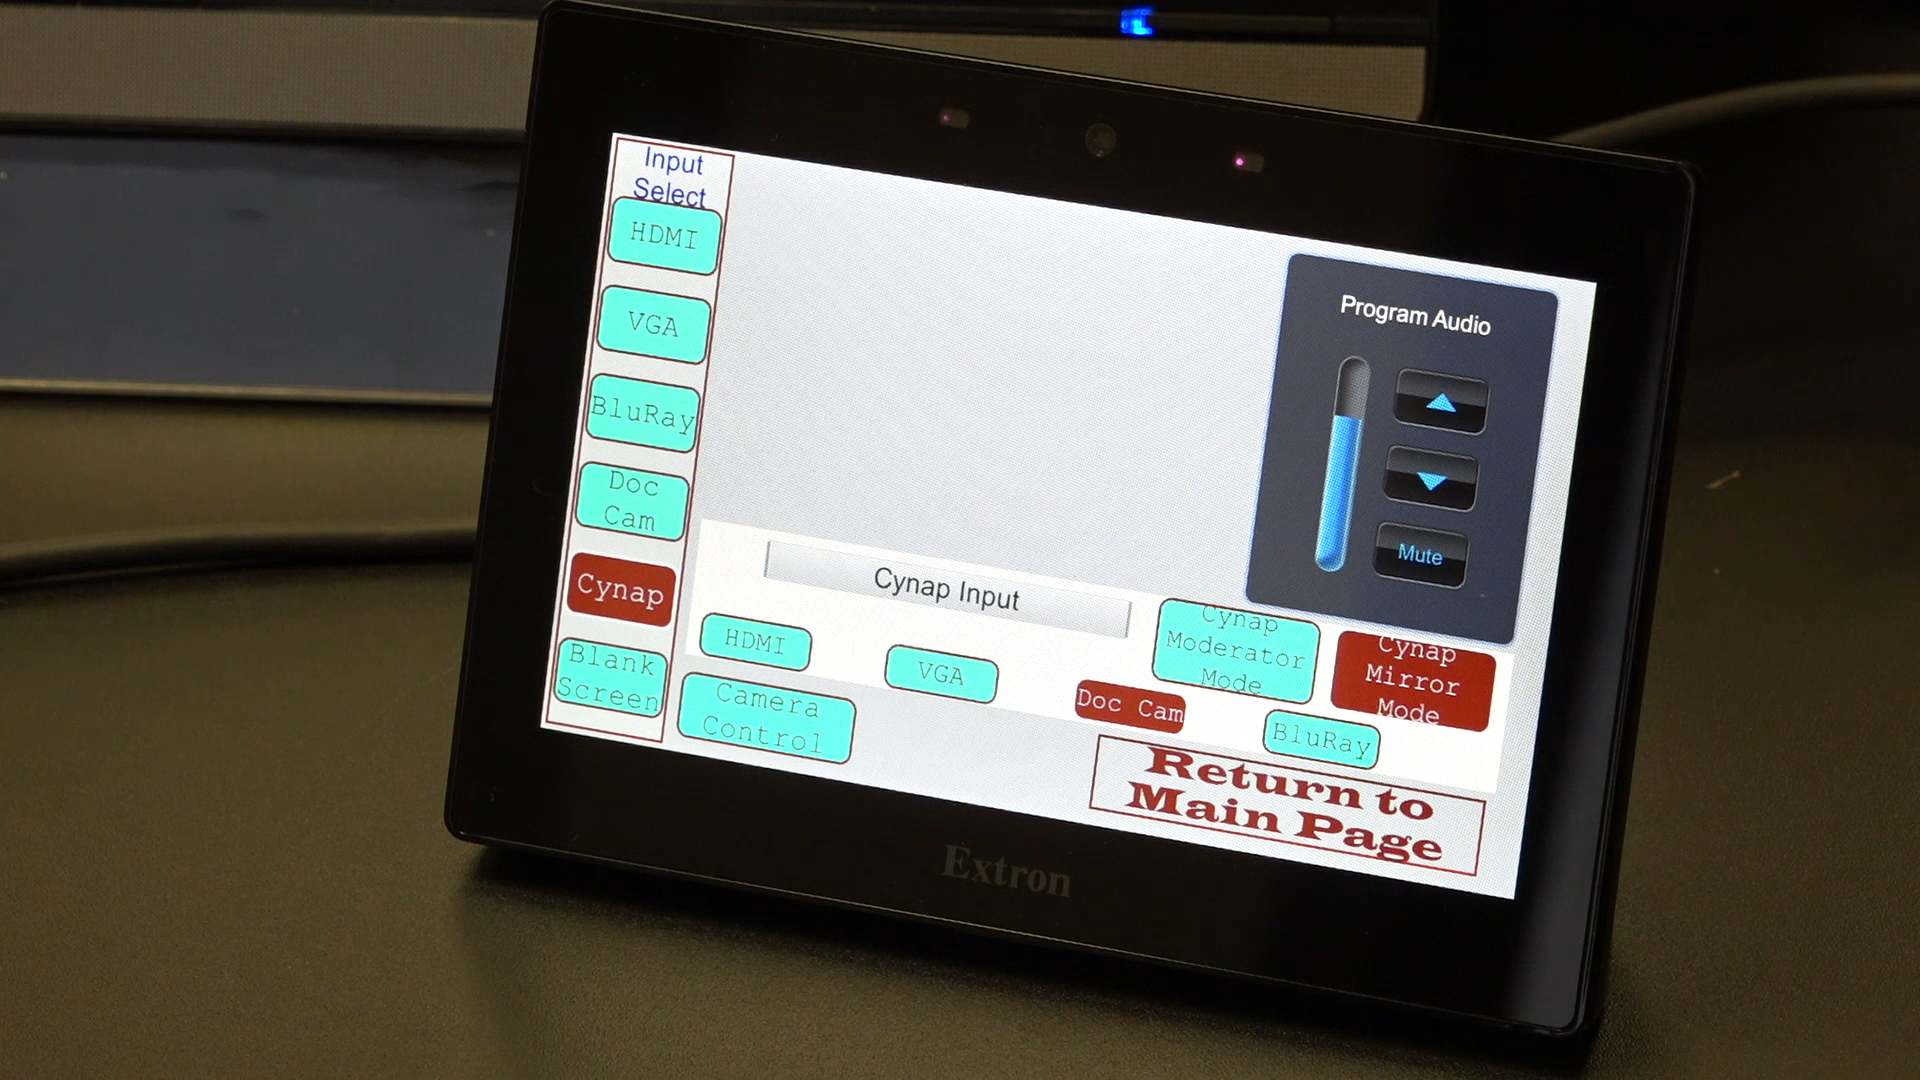 Input
Select
HDMI
VGA
BluRay
Doc
Cam
Cynap
Blank
Screen
Program Audio
Mute
Cynap Input
HDMI
VGA
Doc Cam
BluRay
Cynap
Moderator
Mode
Cynap
Mirror
Mode
Camera
Control
Return to
Main Page
Extron